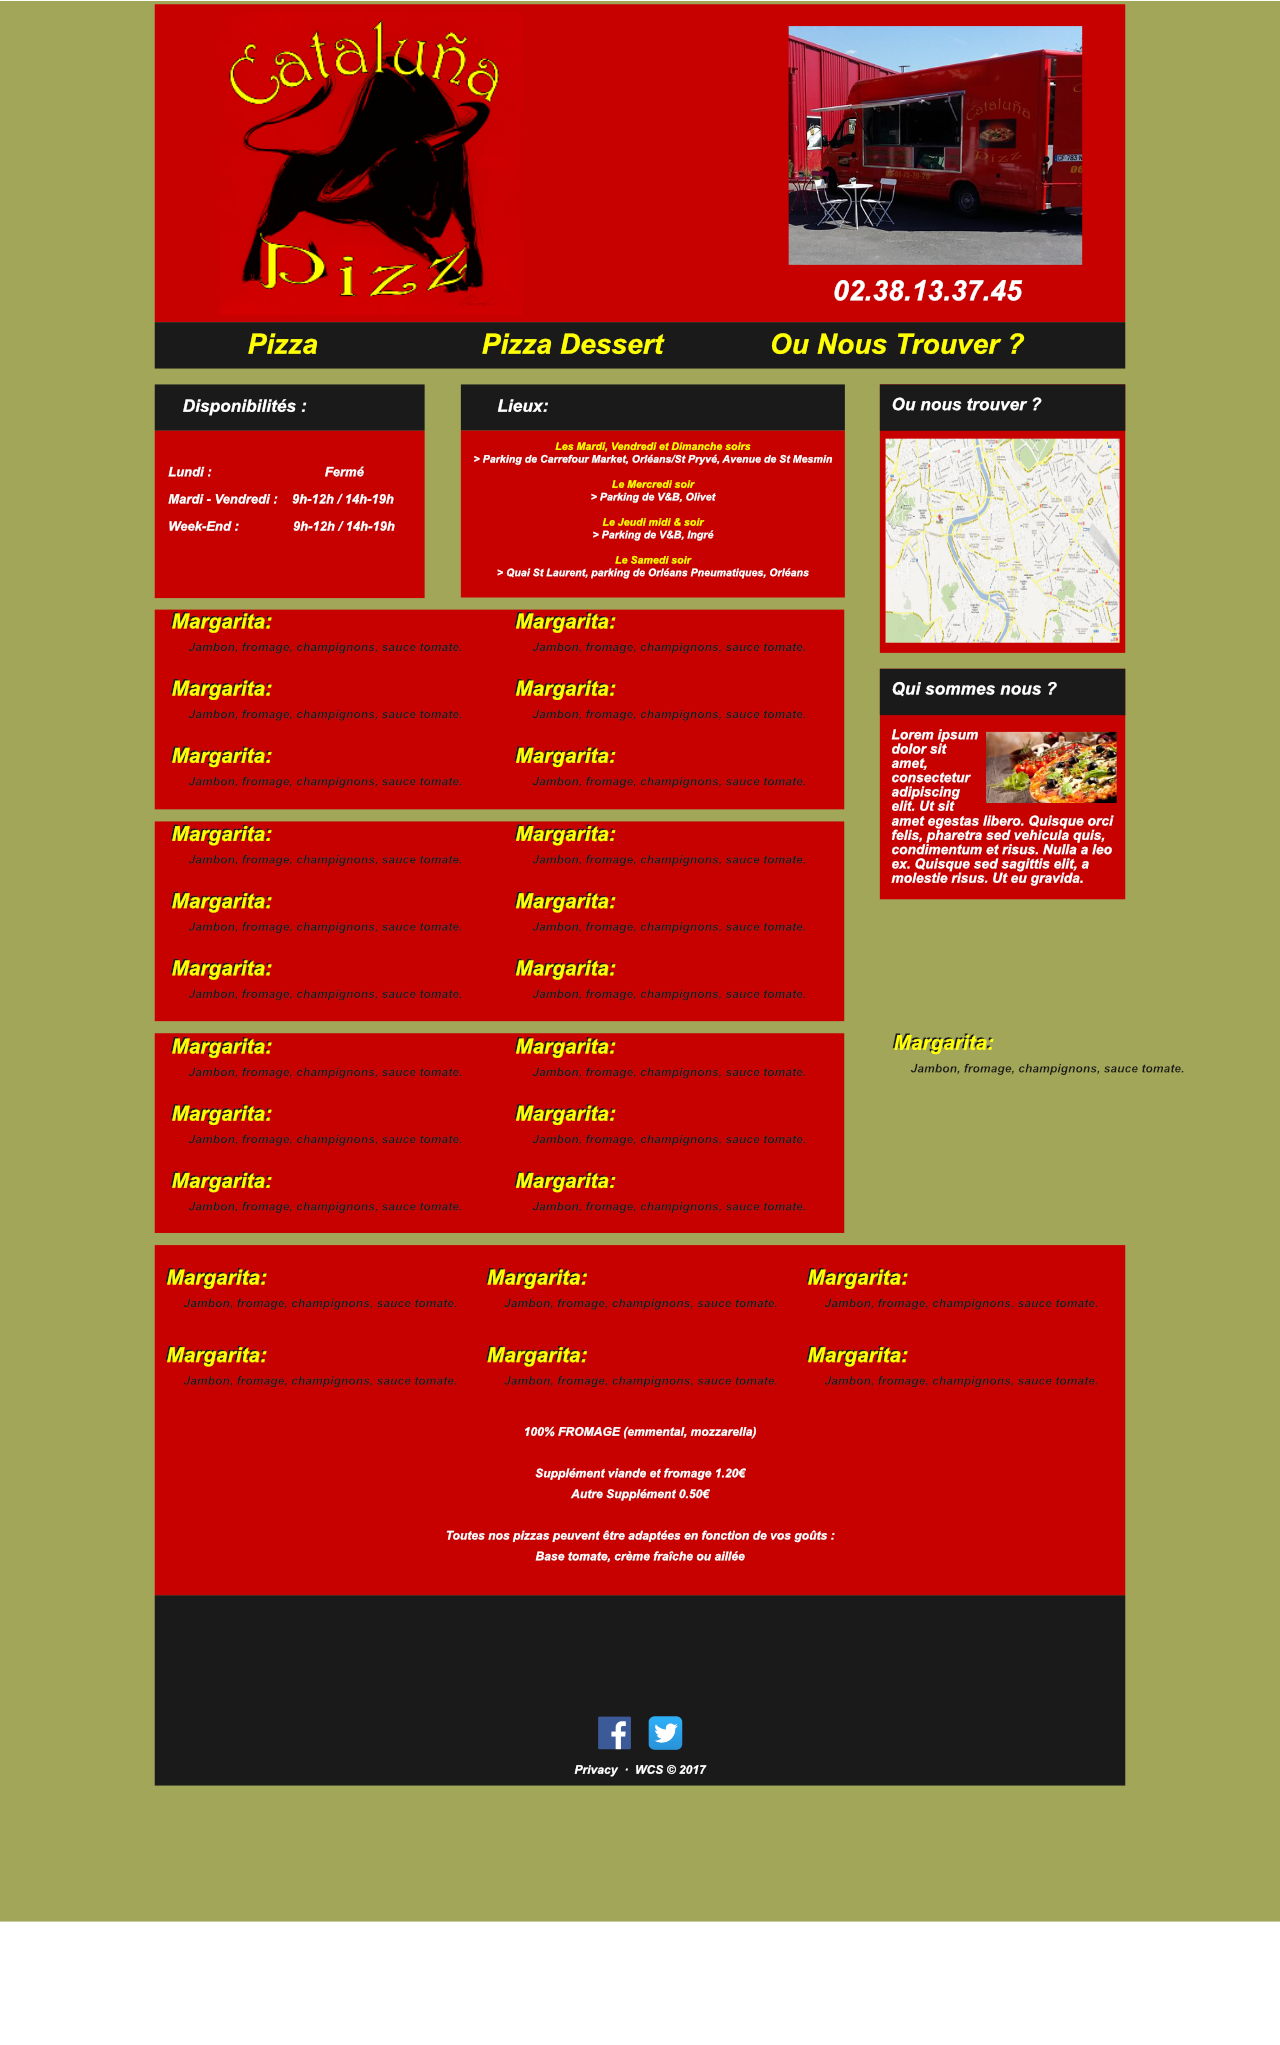 Cataluña
Pizz
Cataluña
Pizz
02.38.13.37.45
Pizza
Pizza Dessert
Ou Nous Trouver ?
Disponibilités :
Lundi : Fermé
Mardi - Vendredi : 9h-12h / 14h-19h
Week-End : 9h-12h / 14h-19h
Lieux:
Les Mardi, Vendredi et Dimanche soirs
> Parking de Carrefour Market, Orléans/St Pryvé, Avenue de St Mesmin
Le Mercredi soir
> Parking de V&B, Olivet
Le Jeudi midi & soir
> Parking de V&B, Ingré
Le Samedi soir
> Quai St Laurent, parking de Orléans Pneumatiques, Orléans
Ou nous trouver ?
Qui sommes nous ?
Lorem ipsum
dolor sit
amet,
consectetur
adipiscing
elit. Ut sit
amet egestas libero. Quisque orci
felis, pharetra sed vehicula quis,
condimentum et risus. Nulla a leo
ex. Quisque sed sagittis elit, a
molestie risus. Ut eu gravida.
Margarita: Margarita:
Jambon, fromage, champignons, sauce tomate. Jambon, fromage, champignons, sauce tomate.
Margarita: Margarita:
Jambon, fromage, champignons, sauce tomate. Jambon, fromage, champignons, sauce tomate.
Margarita: Margarita:
Jambon, fromage, champignons, sauce tomate. Jambon, fromage, champignons, sauce tomate.
Margarita: Margarita:
Jambon, fromage, champignons, sauce tomate. Jambon, fromage, champignons, sauce tomate.
Margarita: Margarita:
Jambon, fromage, champignons, sauce tomate. Jambon, fromage, champignons, sauce tomate.
Margarita: Margarita:
Jambon, fromage, champignons, sauce tomate. Jambon, fromage, champignons, sauce tomate.
Margarita: Margarita:
Jambon, fromage, champignons, sauce tomate. Jambon, fromage, champignons, sauce tomate.
Margarita: Margarita:
Jambon, fromage, champignons, sauce tomate. Jambon, fromage, champignons, sauce tomate.
Margarita: Margarita:
Jambon, fromage, champignons, sauce tomate. Jambon, fromage, champignons, sauce tomate.
Margarita:
Jambon, fromage, champignons, sauce tomate.
Margarita: Margarita: Margarita:
Jambon, fromage, champignons, sauce tomate. Jambon, fromage, champignons, sauce tomate. Jambon, fromage, champignons, sauce tomate.
Margarita: Margarita: Margarita:
Jambon, fromage, champignons, sauce tomate. Jambon, fromage, champignons, sauce tomate. Jambon, fromage, champignons, sauce tomate.
100% FROMAGE (emmental, mozzarella)
Supplément viande et fromage 1.20€
Autre Supplément 0.50€
Toutes nos pizzas peuvent être adaptées en fonction de vos goûts :
Base tomate, crème fraîche ou aillée
Privacy · WCS © 2017